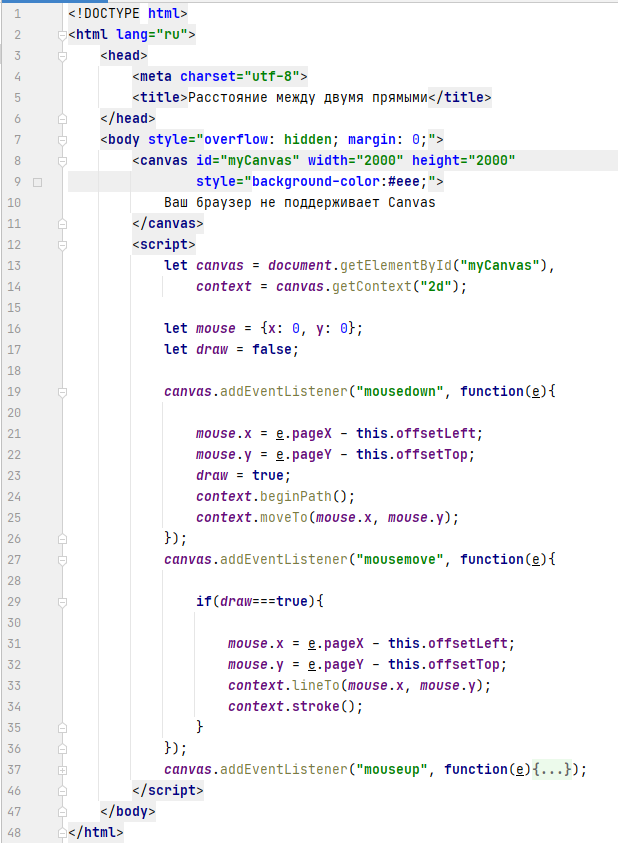 1 <!DOCTYPE html>
2 <html lang="ru">
3 <head>
4 <meta charset="utf-8">
5 <title>Расстояние между двумя прямыми</title>
6 </head>
7 <body style="overflow: hidden; margin: 0;">
8 <canvas id="myCanvas" width="2000" height="2000"
9 style="background-color:#eee;">
10 Ваш браузер не поддерживает Canvas
11 </canvas>
12 <script>
13 let canvas = document.getElementById("myCanvas"),
14 context = canvas.getContext("2d");
15
16 let mouse = {x: 0, y: 0};
17 let draw = false;
18
19 canvas.addEventListener("mousedown", function(e){
20
21 mouse.x = e.pageX - this.offsetLeft;
22 mouse.y = e.pageY - this.offsetTop;
23 draw = true;
24 context.beginPath();
25 context.moveTo(mouse.x, mouse.y);
26 });
27 canvas.addEventListener("mousemove", function(e){
28
29 if(draw===true){
30
31 mouse.x = e.pageX - this.offsetLeft;
32 mouse.y = e.pageY - this.offsetTop;
33 context.lineTo(mouse.x, mouse.y);
34 context.stroke();
35 }
36 });
37 canvas.addEventListener("mouseup", function(e){...});
46 </script>
47 </body>
48 </html>